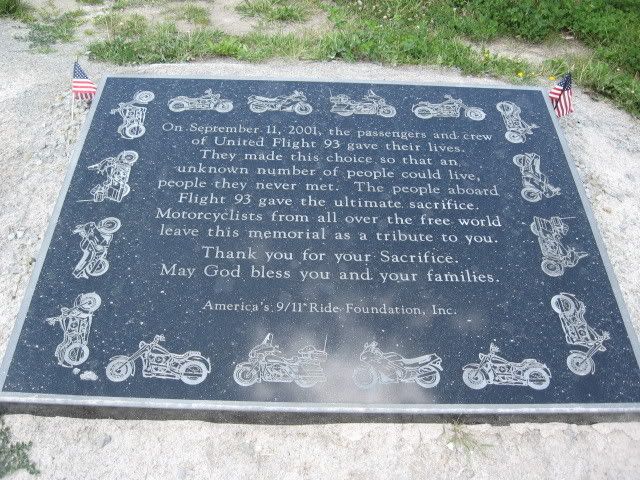 On September 11, 2001, the passengers and crew
of United Flight 93 gave their lives.
They made this choice so that an
unknown number of people could live,
people they never met. The people aboard
Flight 93 gave the ultimate sacrifice.
Motorcyclists from all over the free world
leave this memorial as a tribute to you.
Thank you for your Sacrifice.
May God bless you and your families.
America's 9/11 Ride Foundation, Inc.